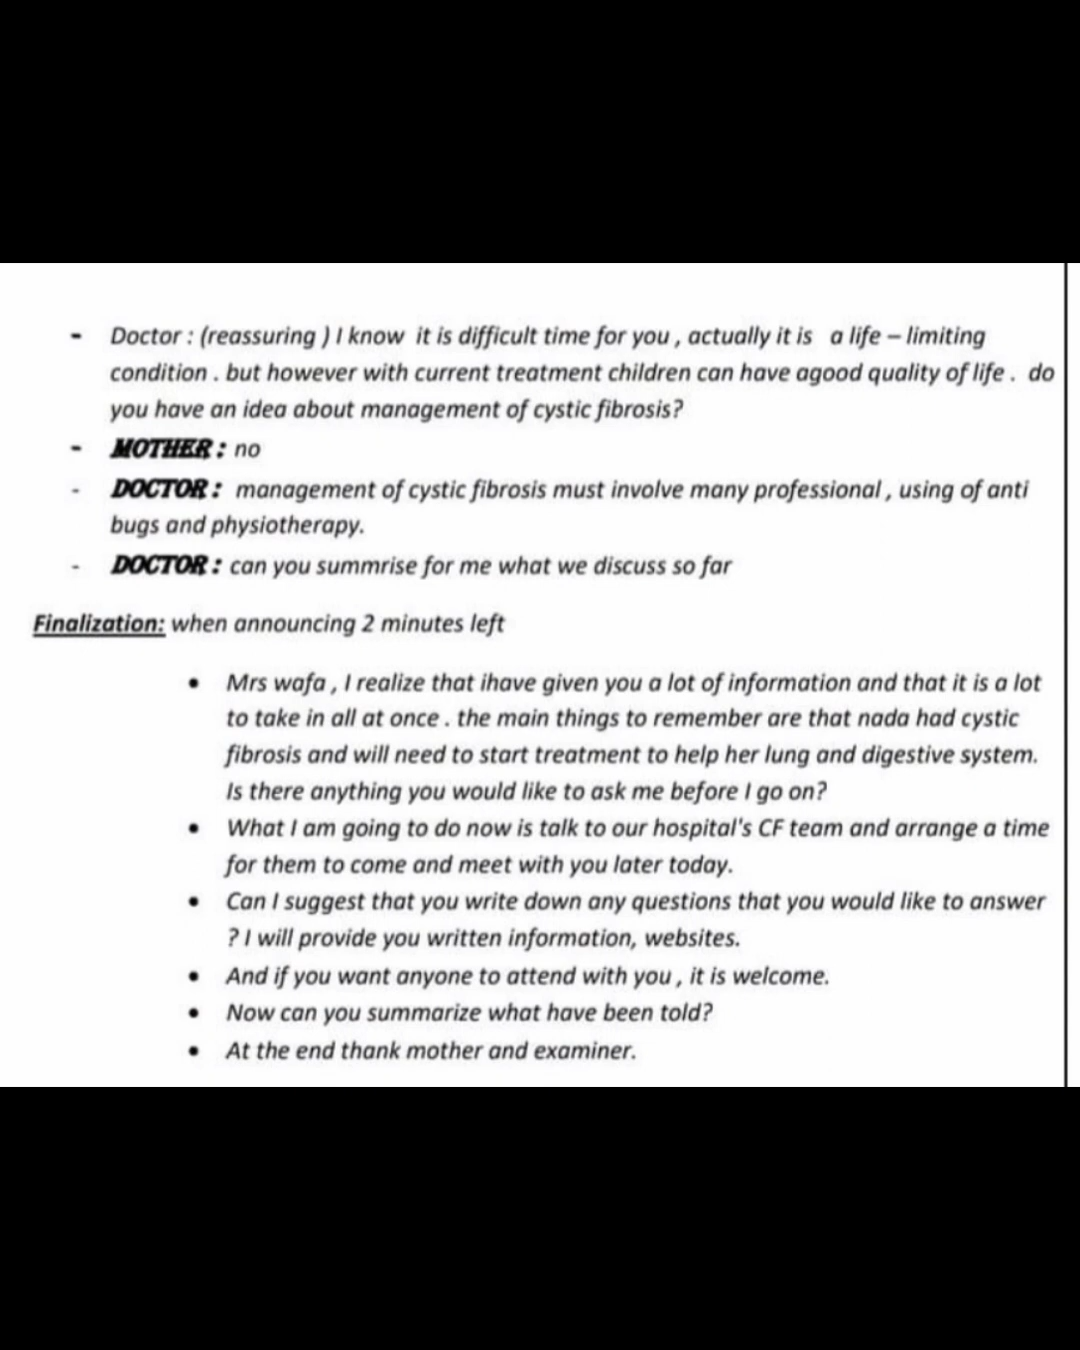 - Doctor : (reassuring ) I know it is difficult time for you , actually it is a life – limiting
condition . but however with current treatment children can have agood quality of life . do
you have an idea about management of cystic fibrosis?
- MOTHER : no
- DOCTOR : management of cystic fibrosis must involve many professional , using of anti
bugs and physiotherapy.
- DOCTOR : can you summrise for me what we discuss so far
Finalization: when announcing 2 minutes left
• Mrs wafa , I realize that ihave given you a lot of information and that it is a lot
to take in all at once . the main things to remember are that nada had cystic
fibrosis and will need to start treatment to help her lung and digestive system.
Is there anything you would like to ask me before I go on?
• What I am going to do now is talk to our hospital's CF team and arrange a time
for them to come and meet with you later today.
• Can I suggest that you write down any questions that you would like to answer
? I will provide you written information, websites.
• And if you want anyone to attend with you , it is welcome.
• Now can you summarize what have been told?
• At the end thank mother and examiner.